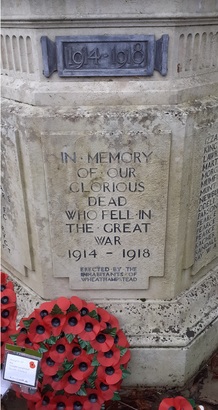 1914-1918
IN · MEMORY
OF · OUR
GLORIOUS
DEAD
WHO FELL · IN
THE · GREAT
WAR
1914 - 1918
ERECTED BY THE
INHABITANTS OF
WHEATHAMPSTEAD